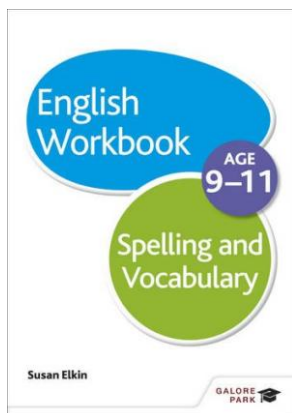 English
Workbook
AGE
9–11
Spelling and
Vocabulary
Susan Elkin
GALORE
PARK